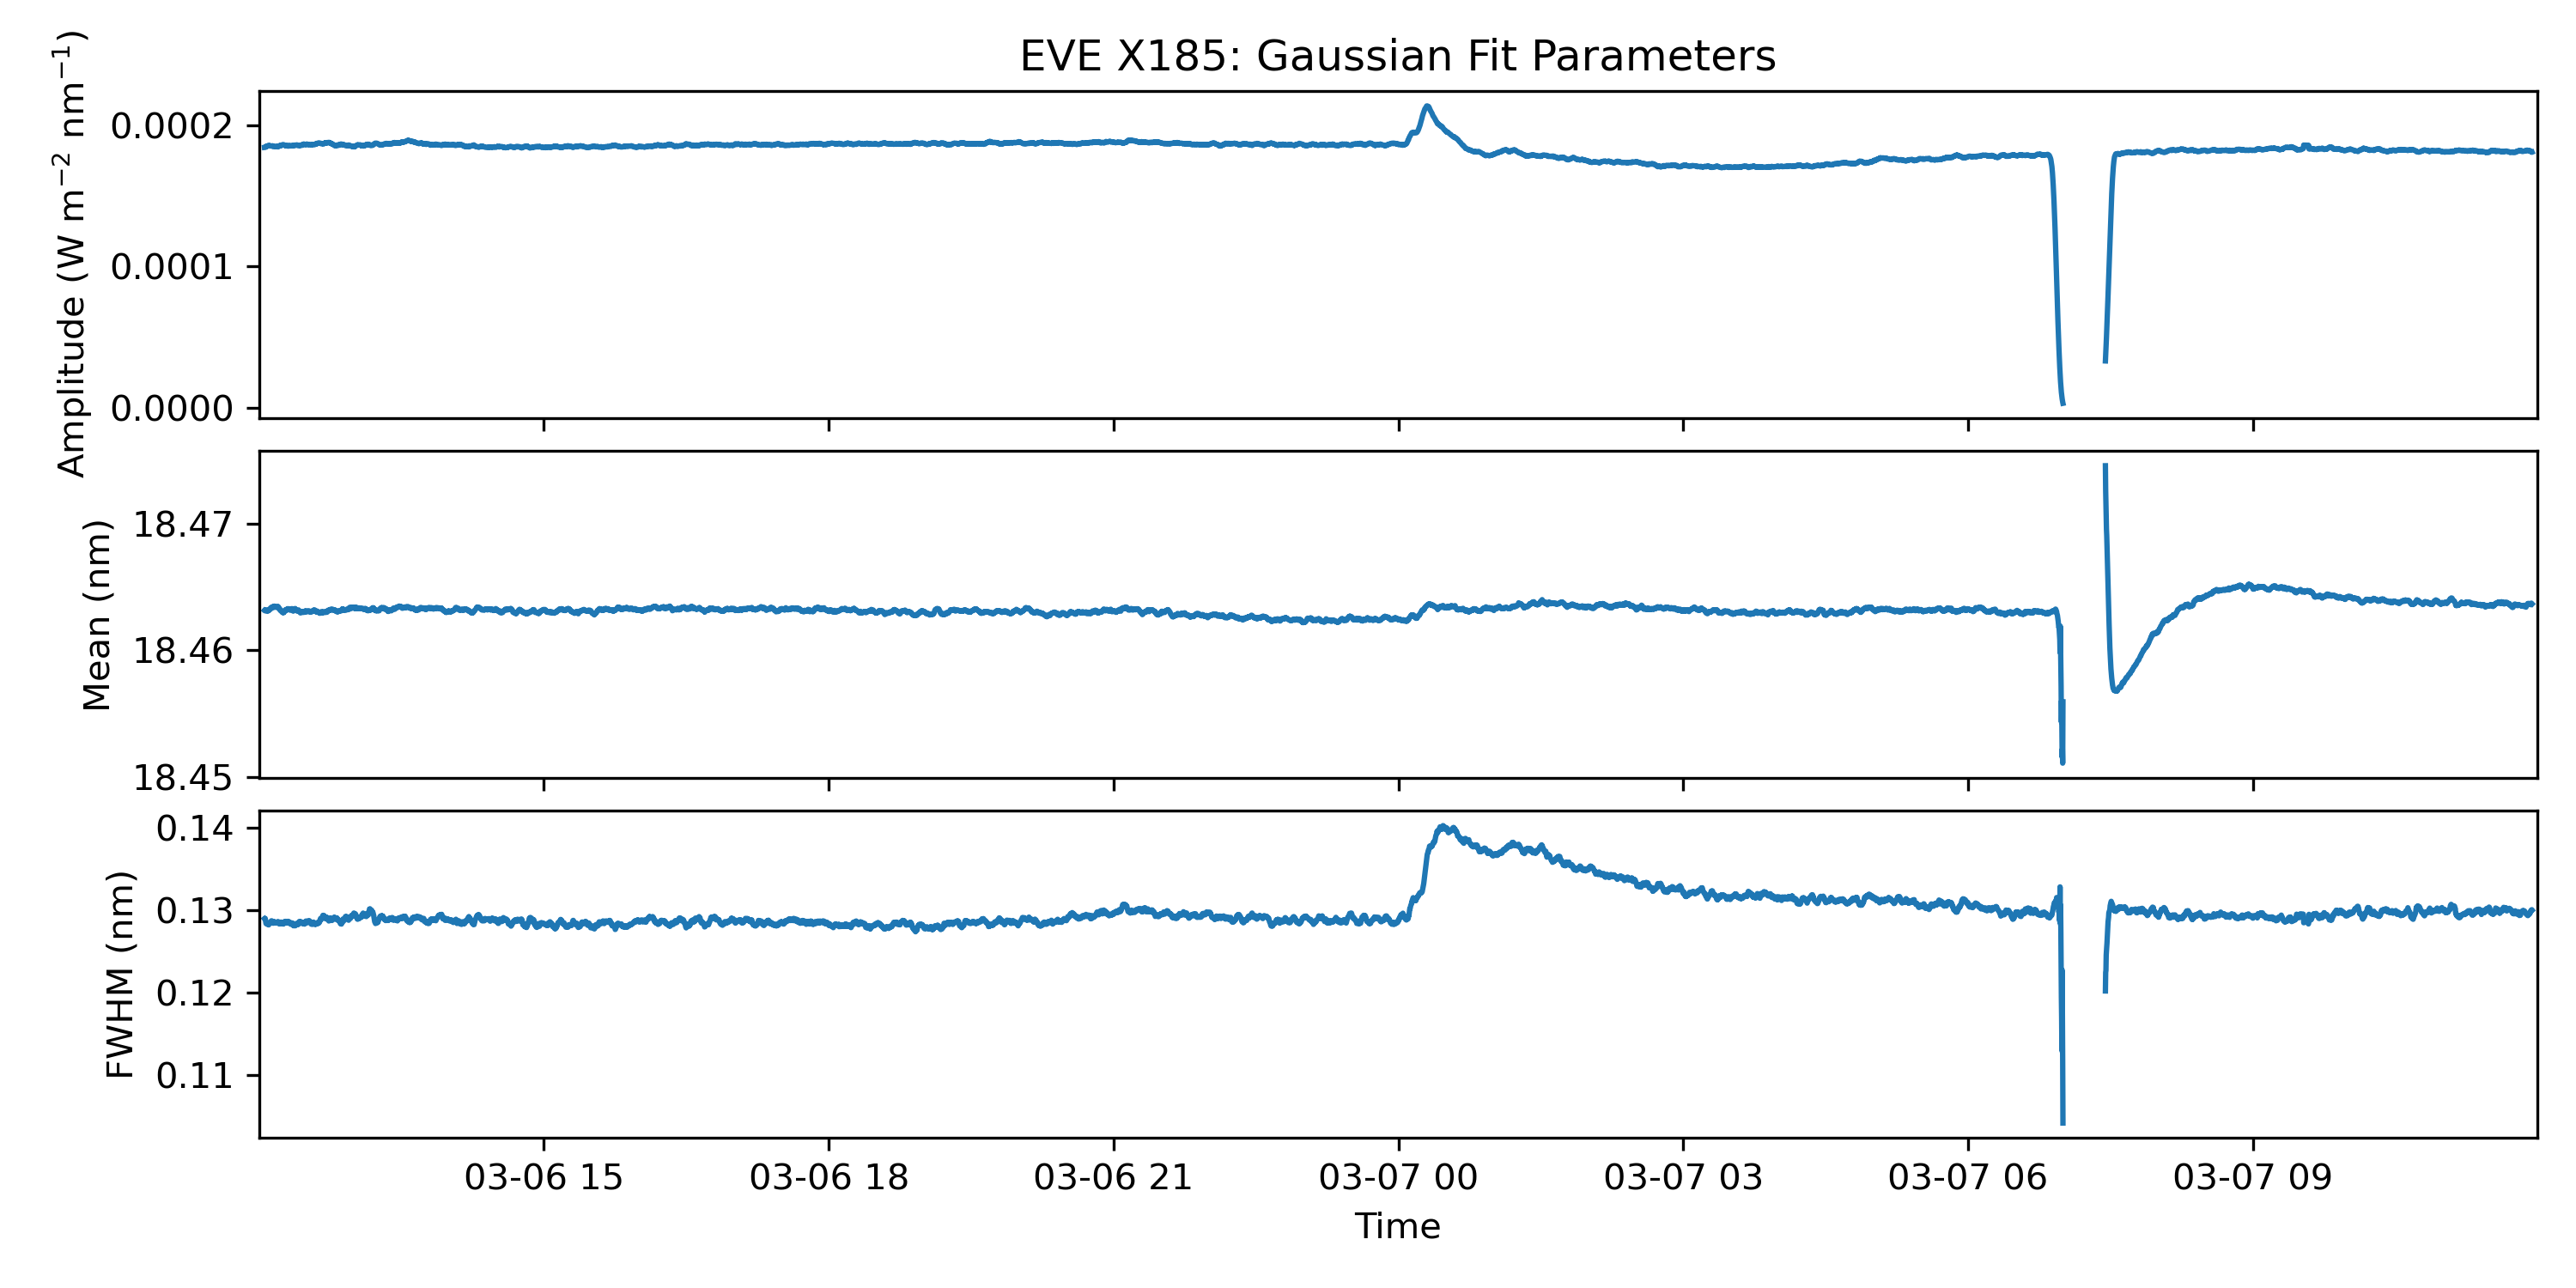 EVE X185: Gaussian Fit Parameters
Amplitude (W m⁻² nm⁻¹)
0.0002
0.0001
0.0000
Mean (nm)
18.47
18.46
18.45
FWHM (nm)
0.14
0.13
0.12
0.11
03-06 15 03-06 18 03-06 21 03-07 00 03-07 03 03-07 06 03-07 09
Time